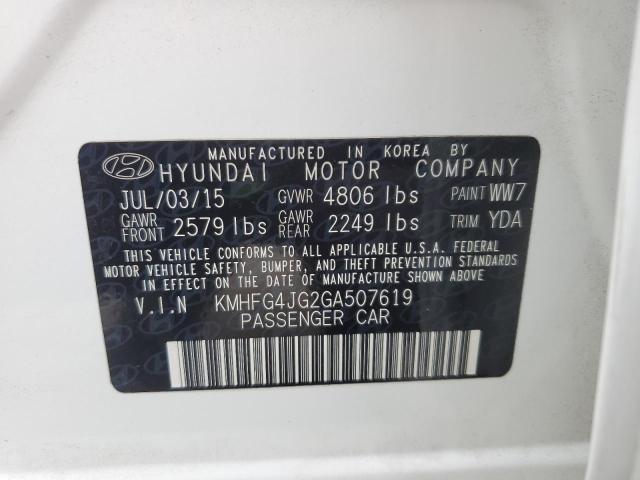 MANUFACTURED IN KOREA BY
HYUNDAI MOTOR COMPANY
JUL/03/15 GVWR 4806 lbs PAINT WW7
GAWR FRONT 2579 lbs GAWR REAR 2249 lbs TRIM YDA
THIS VEHICLE CONFORMS TO ALL APPLICABLE U.S.A. FEDERAL
MOTOR VEHICLE SAFETY, BUMPER, AND THEFT PREVENTION STANDARDS
IN EFFECT ON THE DATE OF MANUFACTURE SHOWN ABOVE.
V.I.N KMHFG4JG2GA507619
PASSENGER CAR